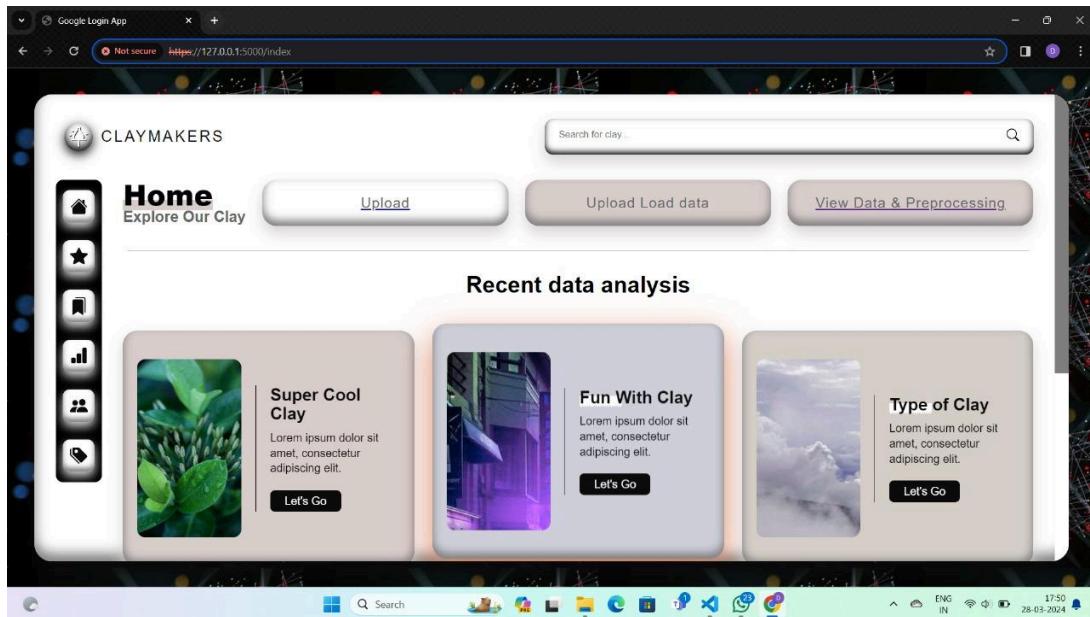 Google Login App
Not secure https://127.0.0.1:5000/index
D
CLAYMAKERS
Search for clay...
Home
Explore Our Clay
Upload
Upload Load data
View Data & Preprocessing
Recent data analysis
Super Cool
Clay
Lorem ipsum dolor sit
amet, consectetur
adipiscing elit.
Let's Go
Fun With Clay
Lorem ipsum dolor sit
amet, consectetur
adipiscing elit.
Let's Go
Type of Clay
Lorem ipsum dolor sit
amet, consectetur
adipiscing elit.
Let's Go
Search
PRE
1
23
ENG
IN
17:50
28-03-2024